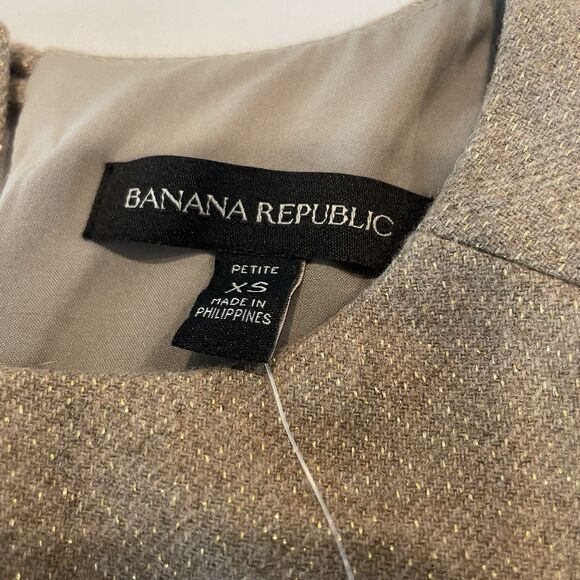 BANANA REPUBLIC
PETITE
XS
MADE IN
PHILIPPINES